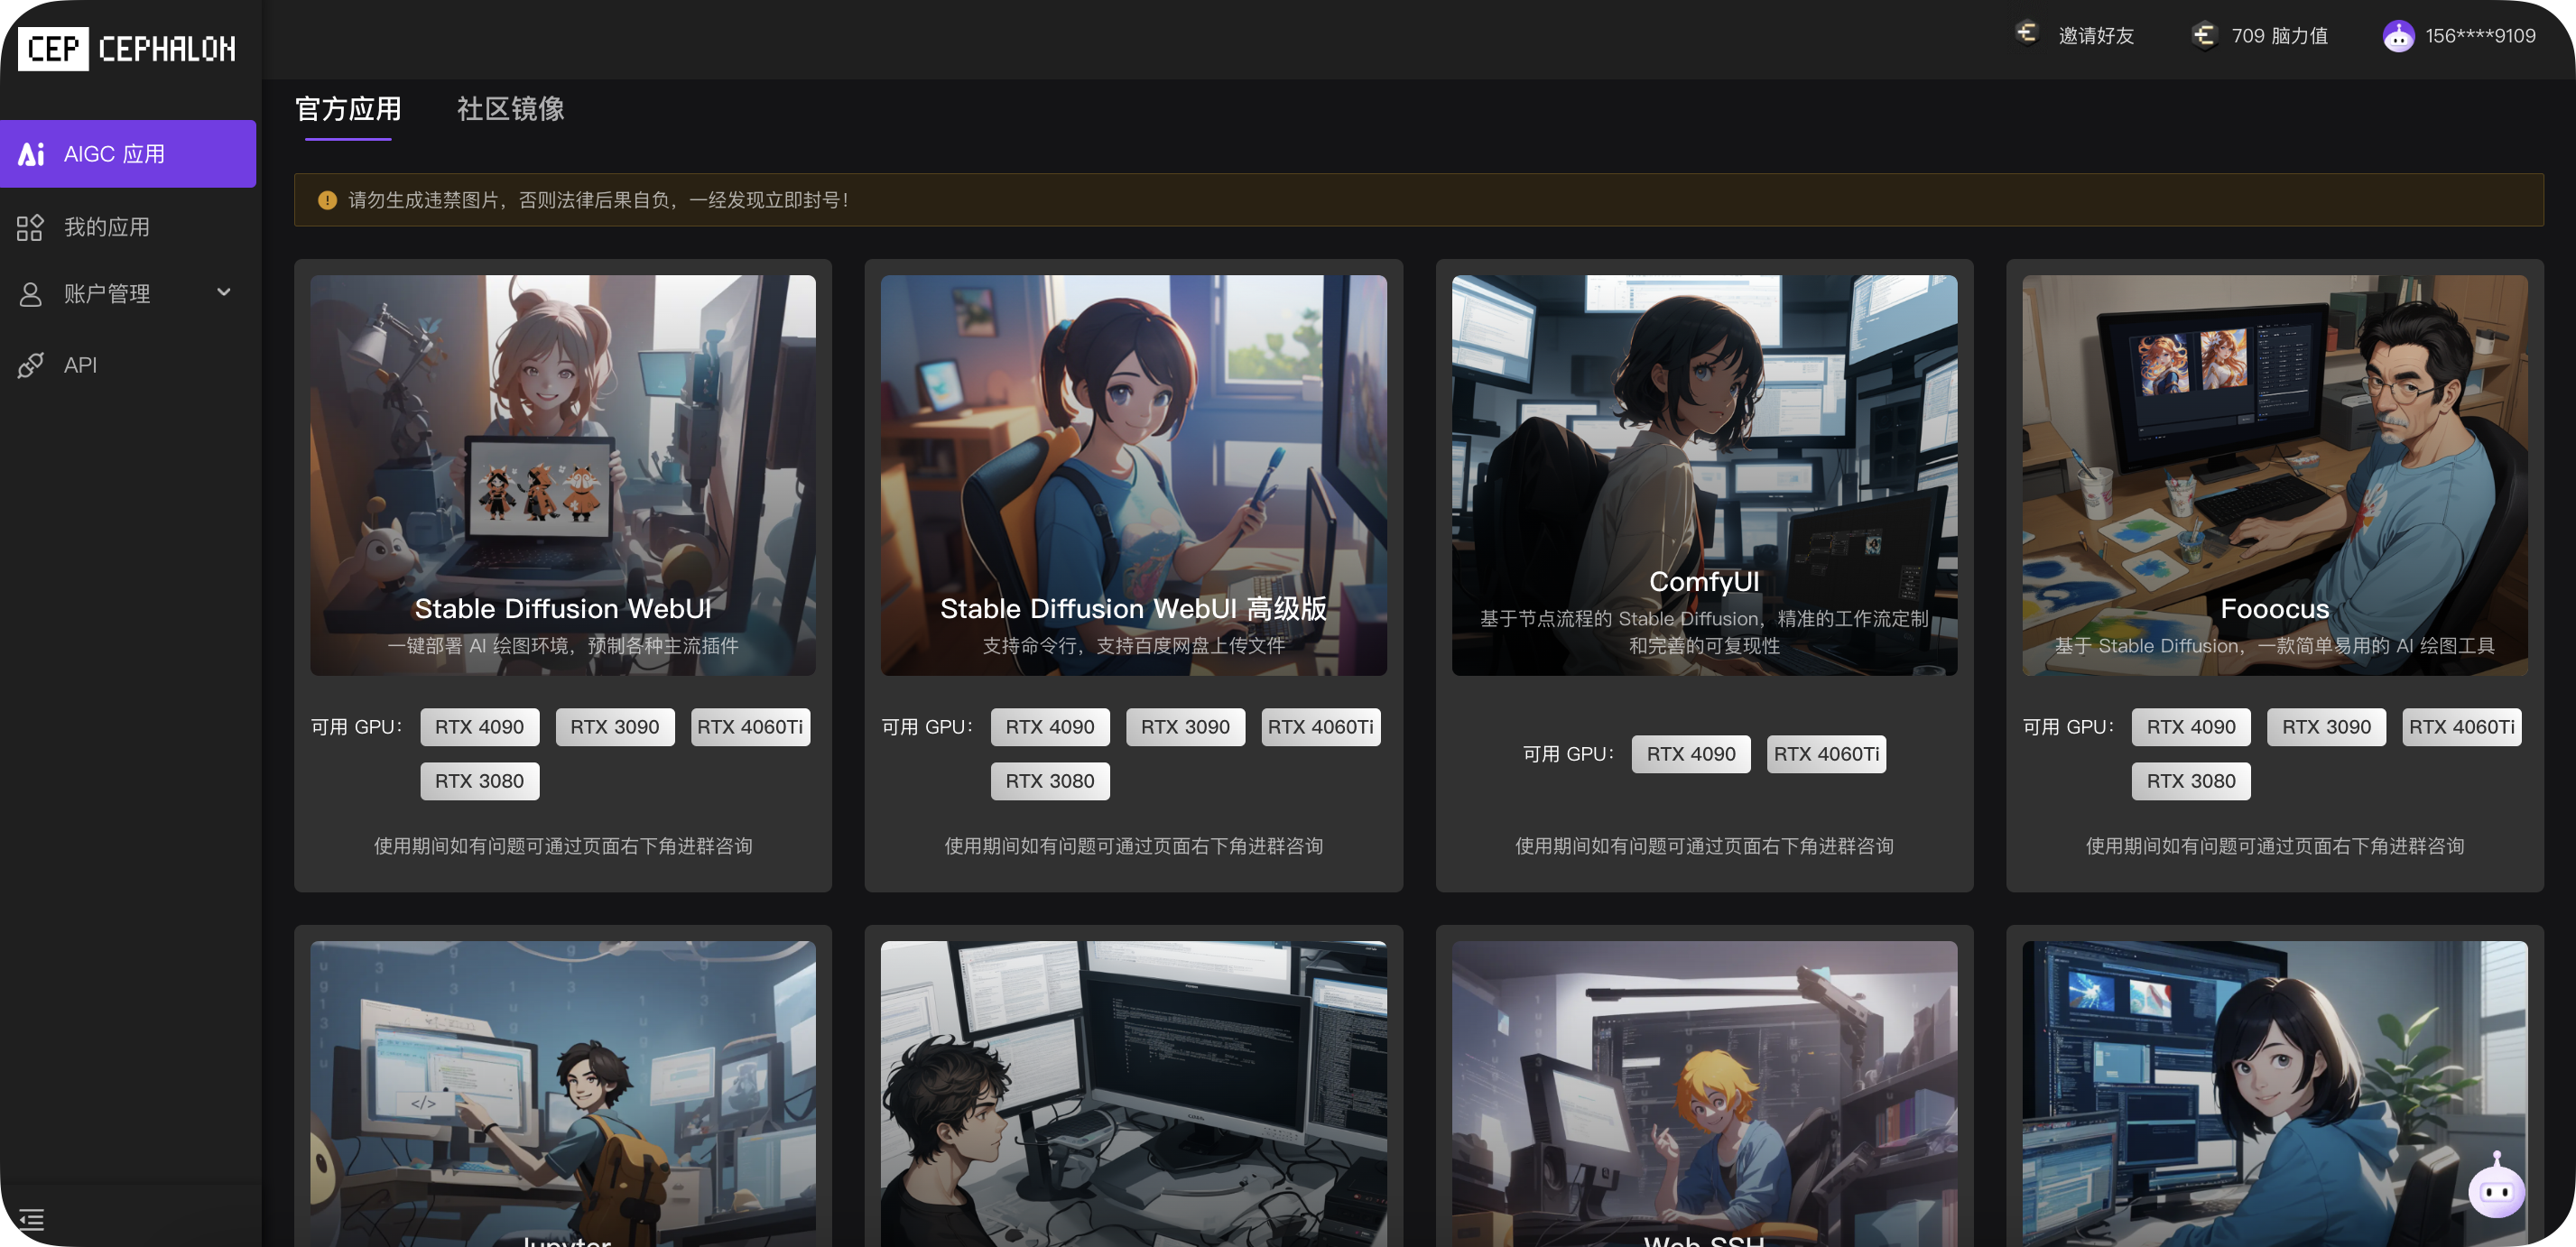 CEP CEPHALON
邀请好友
709 脑力值
156****9109
AIGC 应用
我的应用
账户管理
API
官方应用
社区镜像
请勿生成违禁图片，否则法律后果自负，一经发现立即封号！
Stable Diffusion WebUI
一键部署 AI 绘图环境，预制各种主流插件
可用 GPU：
RTX 4090
RTX 3090
RTX 4060Ti
RTX 3080
使用期间如有问题可通过页面右下角进群咨询
Stable Diffusion WebUI 高级版
支持命令行，支持百度网盘上传文件
可用 GPU：
RTX 4090
RTX 3090
RTX 4060Ti
RTX 3080
使用期间如有问题可通过页面右下角进群咨询
ComfyUI
基于节点流程的 Stable Diffusion，精准的工作流定制
和完善的可复现性
可用 GPU：
RTX 4090
RTX 4060Ti
使用期间如有问题可通过页面右下角进群咨询
Fooocus
基于 Stable Diffusion，一款简单易用的 AI 绘图工具
可用 GPU：
RTX 4090
RTX 3090
RTX 4060Ti
RTX 3080
使用期间如有问题可通过页面右下角进群咨询
</> 
Jupyter
Web SSH